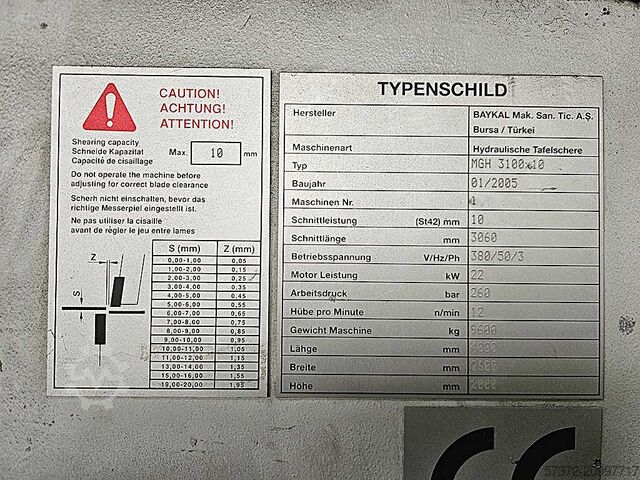 CAUTION!
ACHTUNG!
ATTENTION!
Shearing capacity
Schneide Kapazitat
Capacité de cisaillage
Max. 10 mm
Do not operate the machine before
adjusting for correct blade clearance
Scherh nicht einschalten, bevor das
richtige Messerpiel eingestellt ist.
Ne pas utiliser la cisaille
avant de règler le jeu entre lames
Z
S
S (mm) Z (mm)
0,00-1,00 0,05
1,00-2,00 0,15
2,00-3,00 0,25
3,00-4,00 0,35
4,00-5,00 0,45
5,00-6,00 0,55
6,00-7,00 0,65
7,00-8,00 0,75
8,00-9,00 0,85
9,00-10,00 0,95
10,00-11,00 1,05
11,00-12,00 1,15
13,00-14,00 1,35
15,00-16,00 1,55
19,00-20,00 1,95
TYPENSCHILD
Hersteller BAYKAL Mak. San. Tic. A.Ş.
Bursa / Türkei
Maschinenart Hydraulische Tafelschere
Typ MGH 3100x10
Baujahr 01/2005
Maschinen Nr. 1
Schnittleistung (St42) mm 10
Schnittlänge mm 3060
Betriebsspannung V/Hz/Ph 380/50/3
Motor Leistung kW 22
Arbeitsdruck bar 260
Hübe pro Minute n/min 12
Gewicht Maschine kg 9600
Lähge mm
Breite mm
Höhe mm
CE
57372-20097717